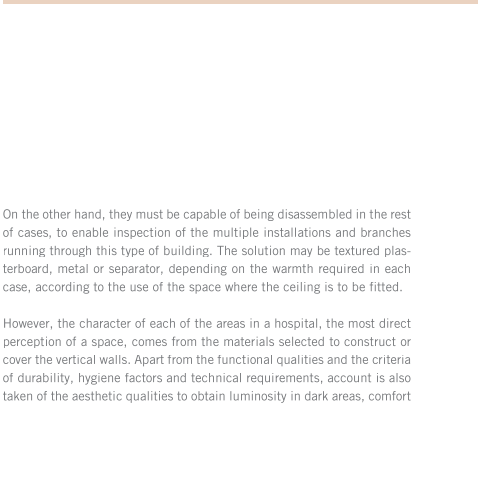 On the other hand, they must be capable of being disassembled in the rest
of cases, to enable inspection of the multiple installations and branches
running through this type of building. The solution may be textured plas-
terboard, metal or separator, depending on the warmth required in each
case, according to the use of the space where the ceiling is to be fitted.
However, the character of each of the areas in a hospital, the most direct
perception of a space, comes from the materials selected to construct or
cover the vertical walls. Apart from the functional qualities and the criteria
of durability, hygiene factors and technical requirements, account is also
taken of the aesthetic qualities to obtain luminosity in dark areas, comfort